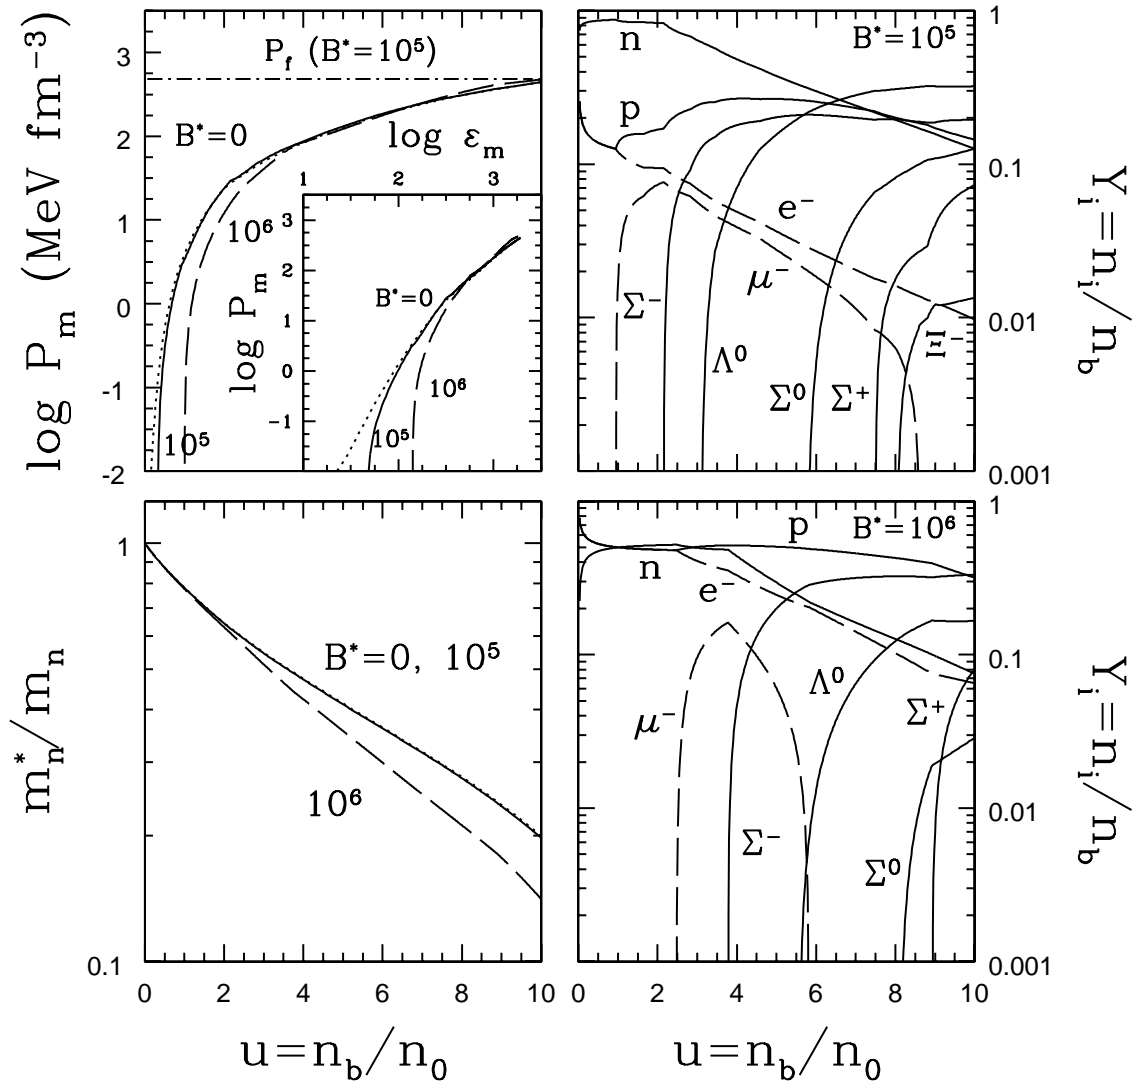 log P_m (MeV fm^−3)
3
2
1
0
-1
-2
P_f (B*=10^5)
B*=0
10^6
10^5
log ε_m
1 2 3
log P_m
3
2
1
0
-1
B*=0
10^6
10^5
B*=10^5
n
p
e^−
μ^−
Σ^−
Λ^0
Σ^0
Σ^+
Ξ^−
1
0.1
0.01
0.001
Y_i=n_i/n_b
m*_n/m_n
1
0.1
B*=0, 10^5
10^6
0 2 4 6 8 10
u=n_b/n_0
p
B*=10^6
n
e^−
μ^−
Λ^0
Σ^+
Σ^−
Σ^0
1
0.1
0.01
0.001
Y_i=n_i/n_b
0 2 4 6 8 10
u=n_b/n_0